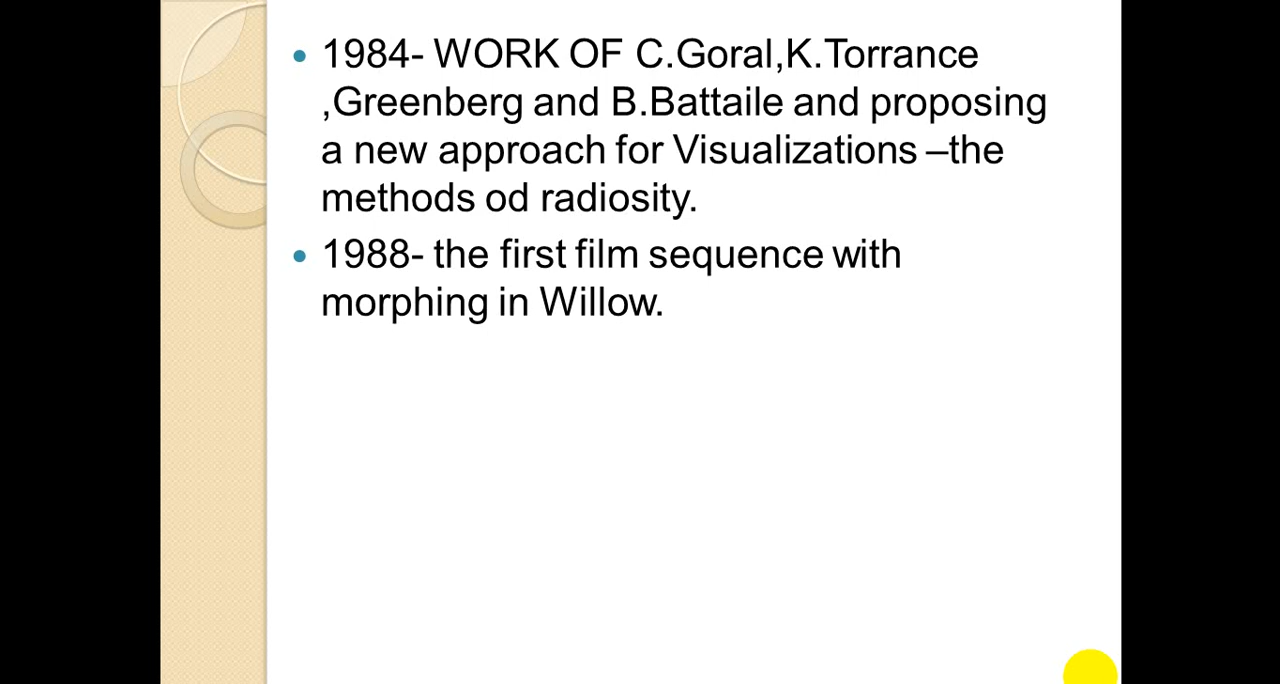 1984- WORK OF C.Goral,K.Torrance
,Greenberg and B.Battaile and proposing
a new approach for Visualizations –the
methods od radiosity.
1988- the first film sequence with
morphing in Willow.